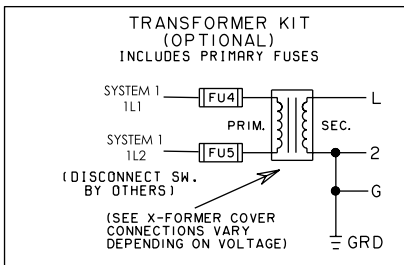 TRANSFORMER KIT
(OPTIONAL)
INCLUDES PRIMARY FUSES
SYSTEM 1
1L1
FU4
L
PRIM.
SEC.
SYSTEM 1
1L2
FU5
2
(DISCONNECT SW.
BY OTHERS)
G
(SEE X-FORMER COVER
CONNECTIONS VARY
DEPENDING ON VOLTAGE)
GRD